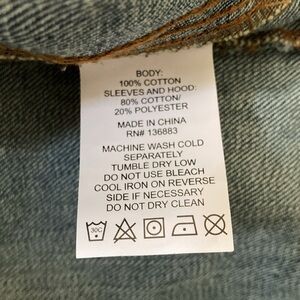 BODY:
100% COTTON
SLEEVES AND HOOD:
80% COTTON/
20% POLYESTER
MADE IN CHINA
RN# 136883
MACHINE WASH COLD
SEPARATELY
TUMBLE DRY LOW
DO NOT USE BLEACH
COOL IRON ON REVERSE
SIDE IF NECESSARY
DO NOT DRY CLEAN
30C